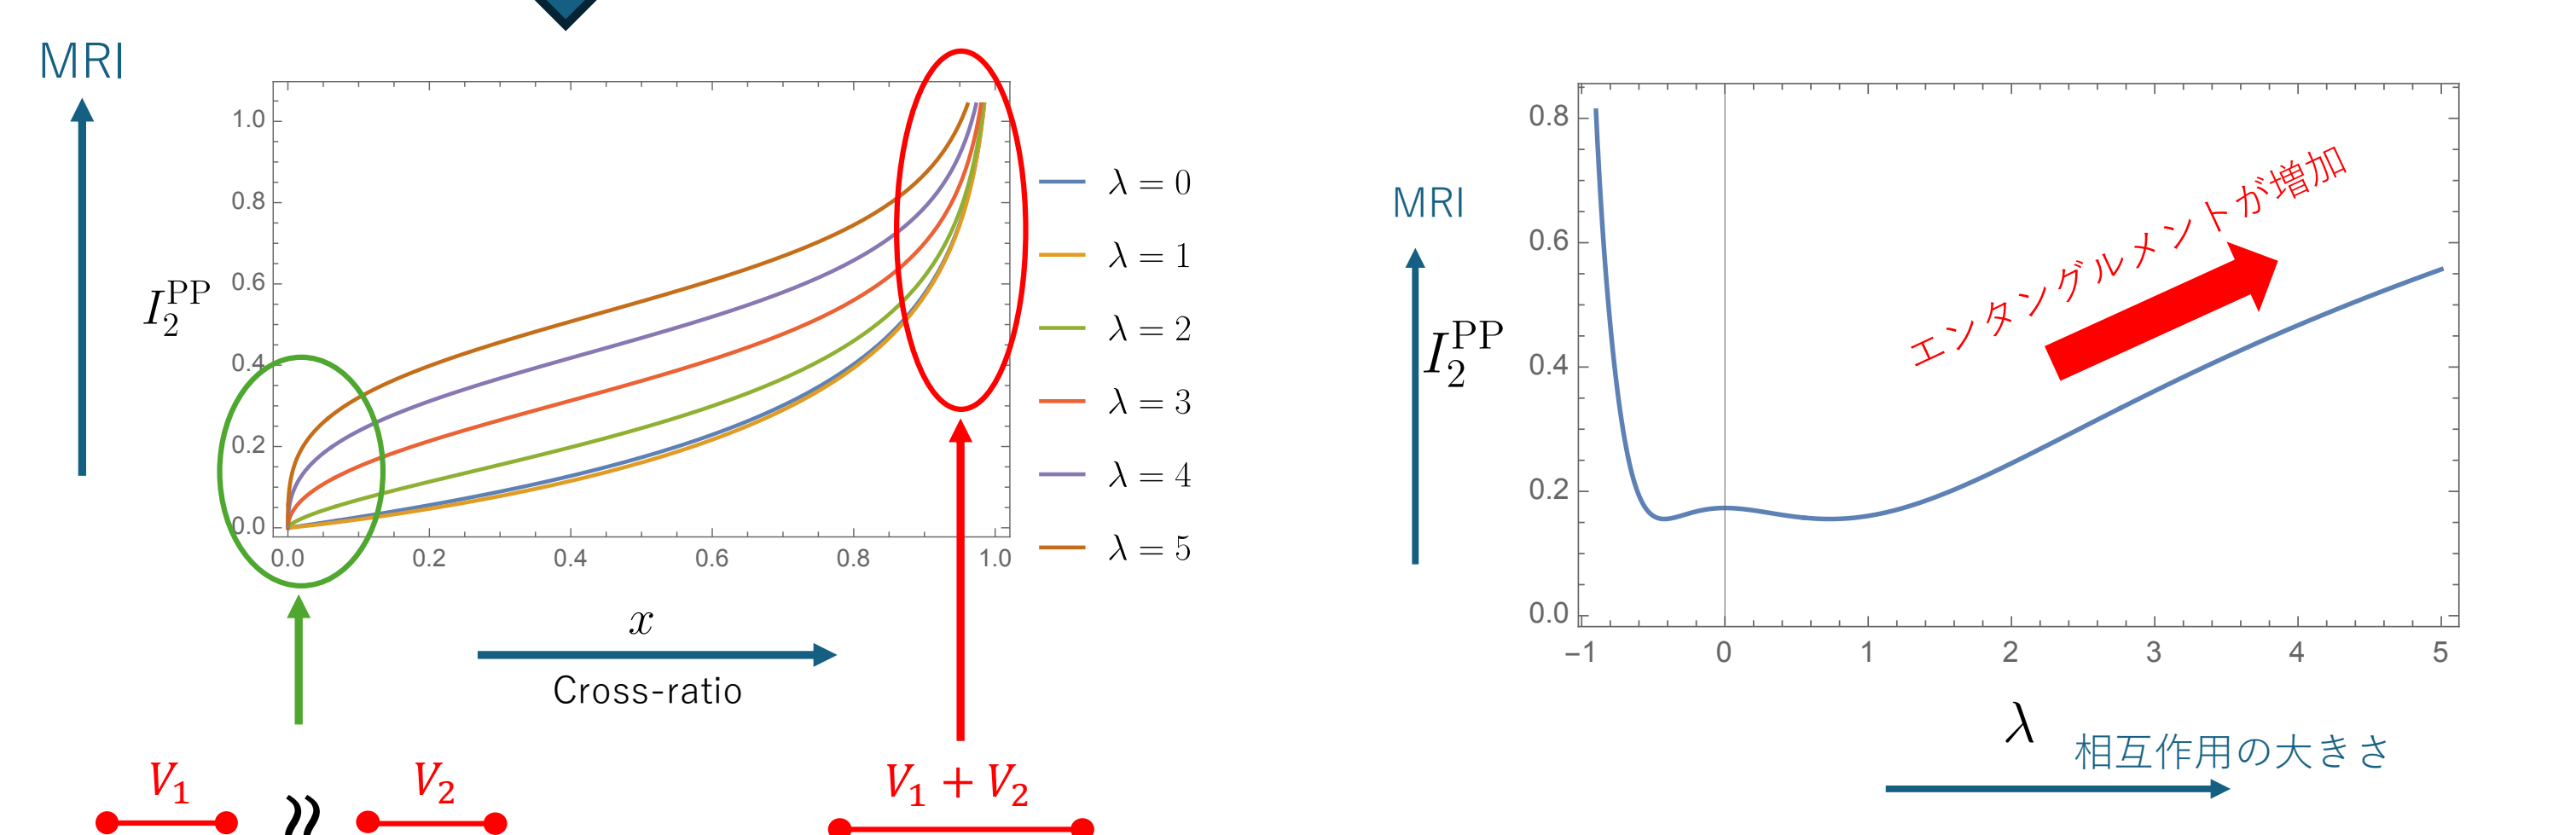 MRI
I_2^{PP}
1.0
0.8
0.6
0.4
0.2
0.0
0.0 0.2 0.4 0.6 0.8 1.0
x
Cross-ratio
λ = 0
λ = 1
λ = 2
λ = 3
λ = 4
λ = 5
V_1
V_2
V_1 + V_2
MRI
I_2^{PP}
0.8
0.6
0.4
0.2
0.0
−1 0 1 2 3 4 5
エンタングルメントが増加
λ
相互作用の大きさ